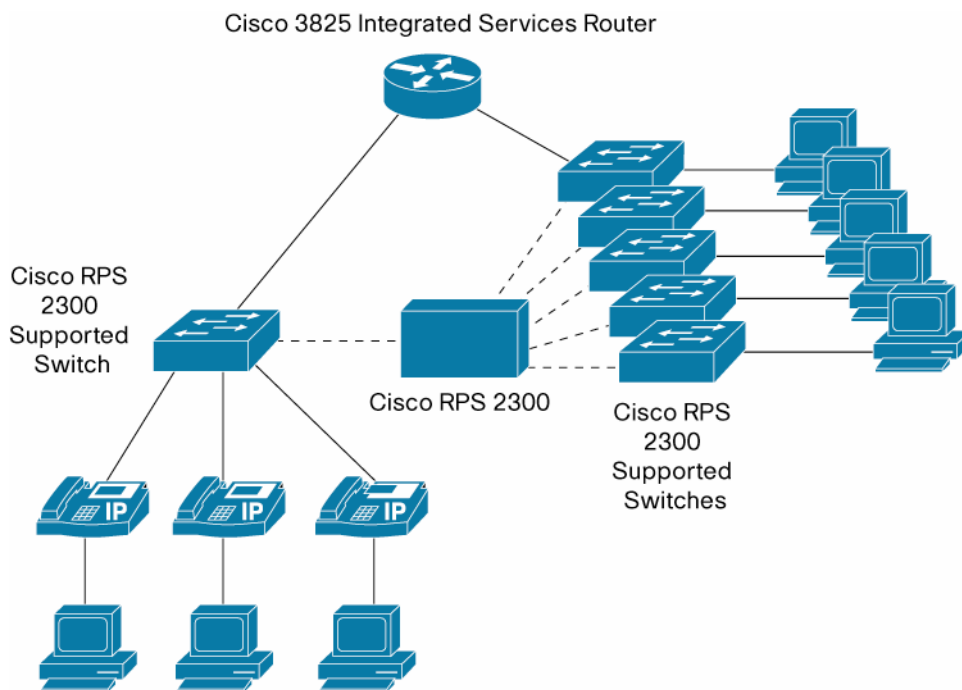 Cisco 3825 Integrated Services Router
Cisco RPS
2300
Supported
Switch
Cisco RPS 2300
Cisco RPS
2300
Supported
Switches
IP
IP
IP